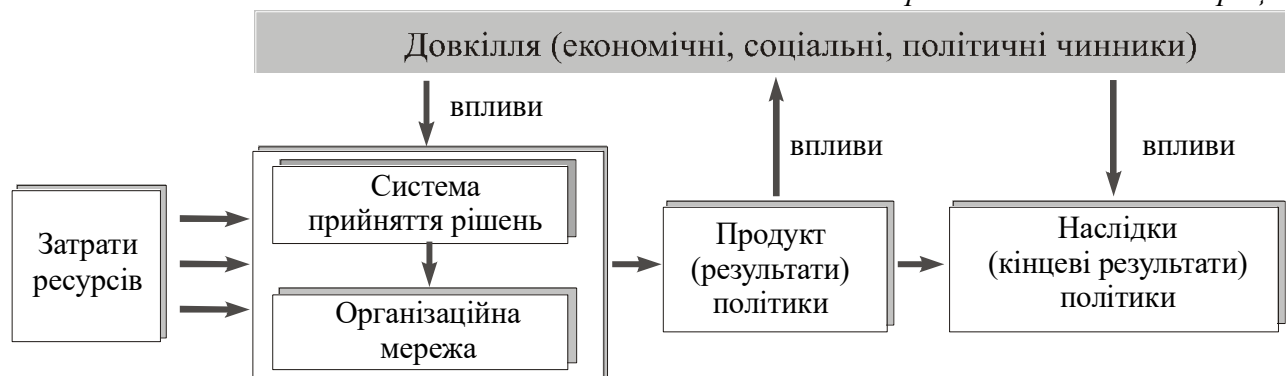 Довкілля (економічні, соціальні, політичні чинники)
впливи
впливи
впливи
Затрати
ресурсів
Система
прийняття рішень
Організаційна
мережа
Продукт
(результати)
політики
Наслідки
(кінцеві результати)
політики